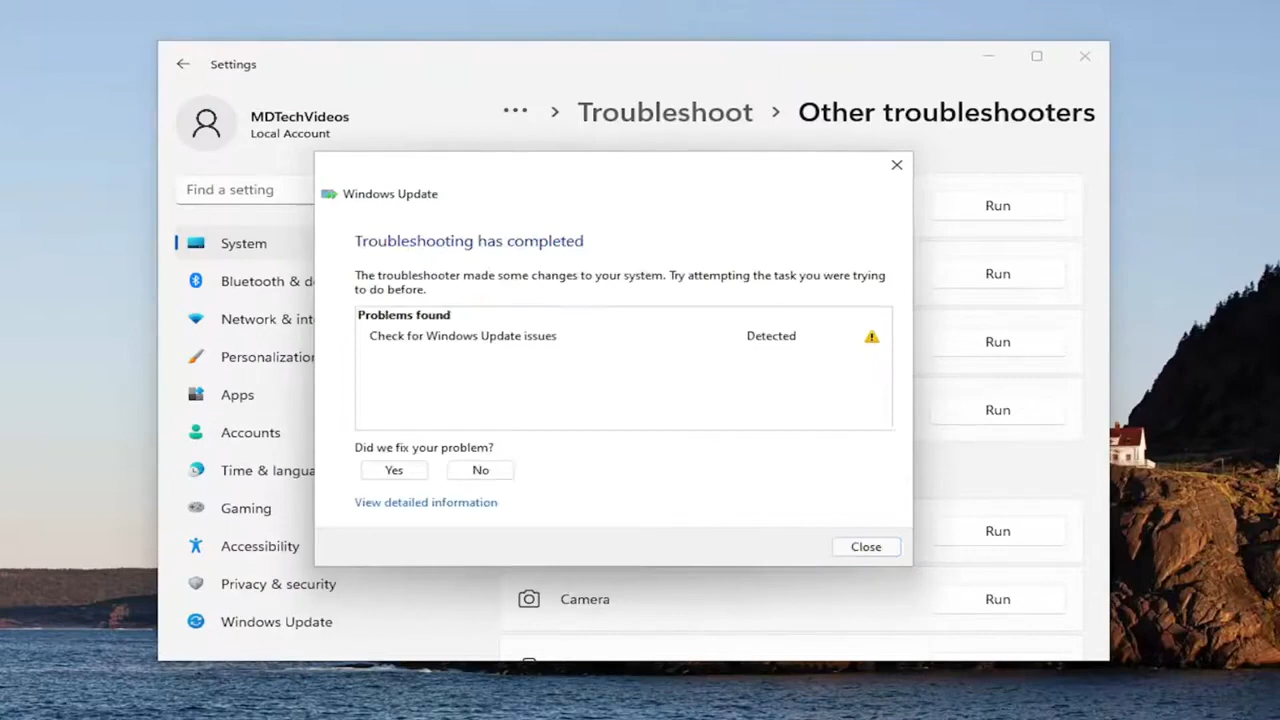 Settings
MDTechVideos
Local Account
Find a setting
System
Bluetooth & d
Network & int
Personalization
Apps
Accounts
Time & langua
Gaming
Accessibility
Privacy & security
Windows Update
... > Troubleshoot > Other troubleshooters
Run
Run
Run
Run
Run
Camera Run
Windows Update
Troubleshooting has completed
The troubleshooter made some changes to your system. Try attempting the task you were trying
to do before.
Problems found
Check for Windows Update issues Detected
Did we fix your problem?
Yes No
View detailed information
Close